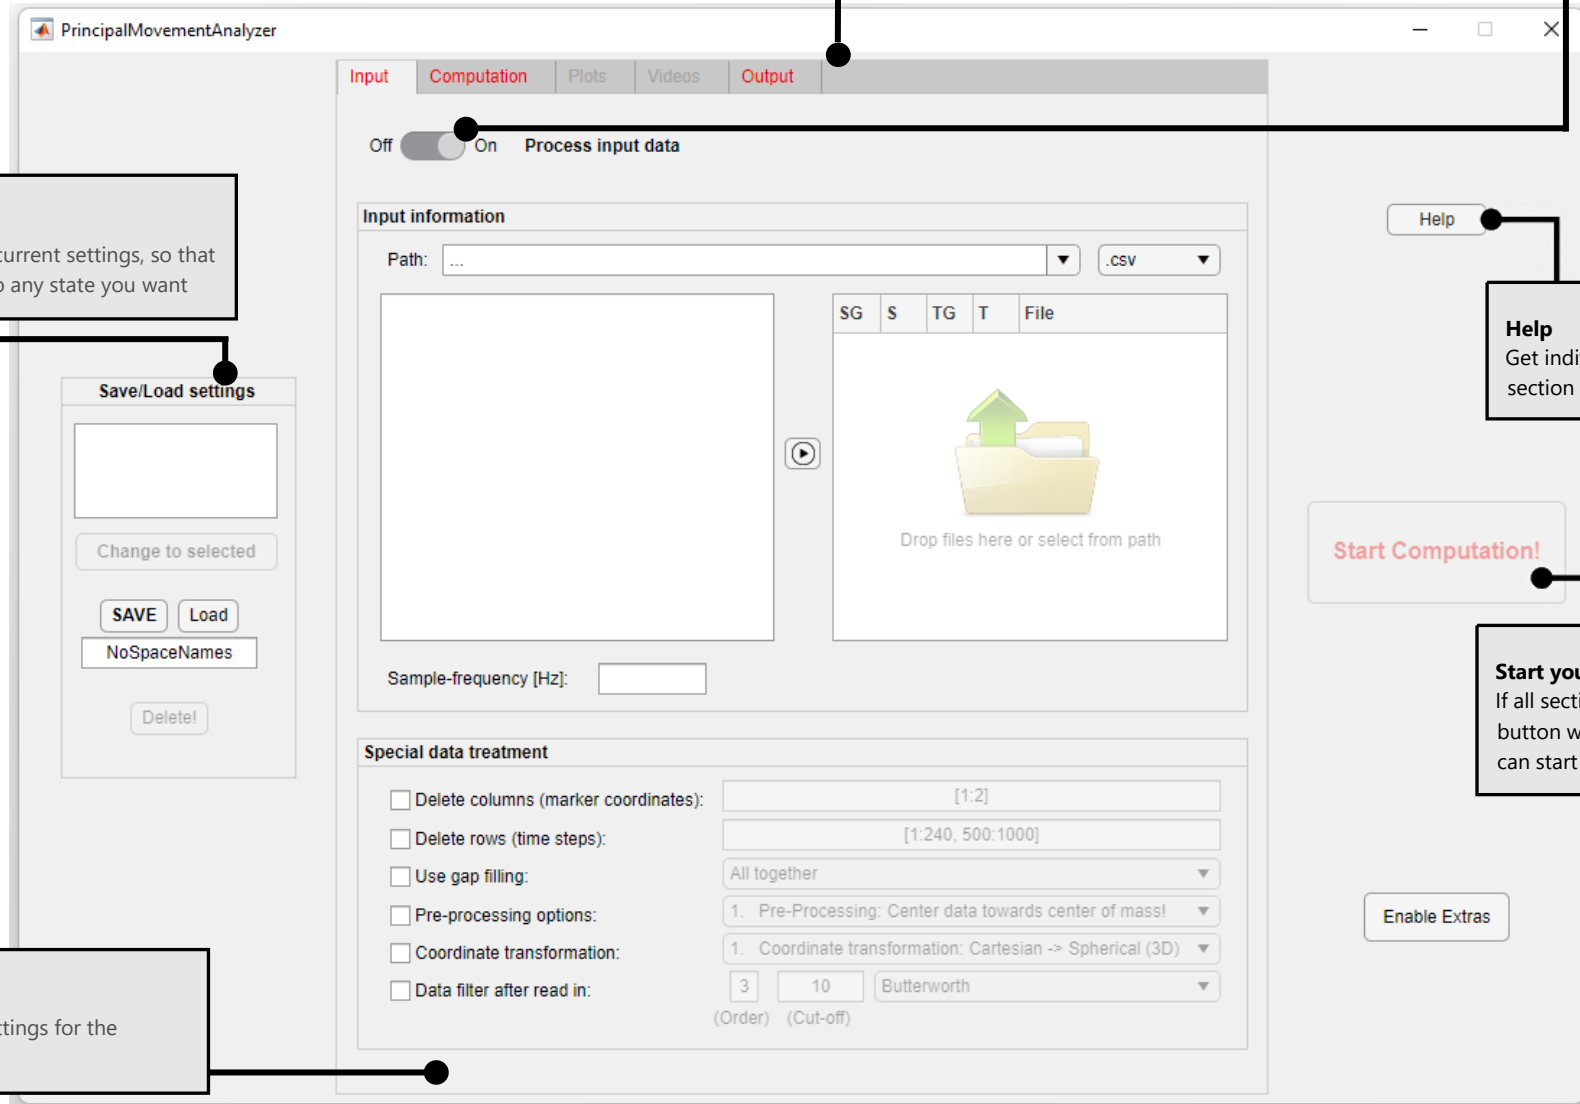 PrincipalMovementAnalyzer
Input Computation Plots Videos Output
Off On Process input data
current settings, so that
any state you want
Save/Load settings
Change to selected
SAVE Load
NoSpaceNames
Delete!
Input information
Path: ... .csv
SG S TG T File
Drop files here or select from path
Sample-frequency [Hz]:
Special data treatment
Delete columns (marker coordinates): [1:2]
Delete rows (time steps): [1:240, 500:1000]
Use gap filling: All together
Pre-processing options: 1. Pre-Processing: Center data towards center of mass!
Coordinate transformation: 1. Coordinate transformation: Cartesian -> Spherical (3D)
Data filter after read in: 3 10 Butterworth
(Order) (Cut-off)
for the
Help
Help
Get
section
Start Computation!
Start
If all
button
can start
Enable Extras